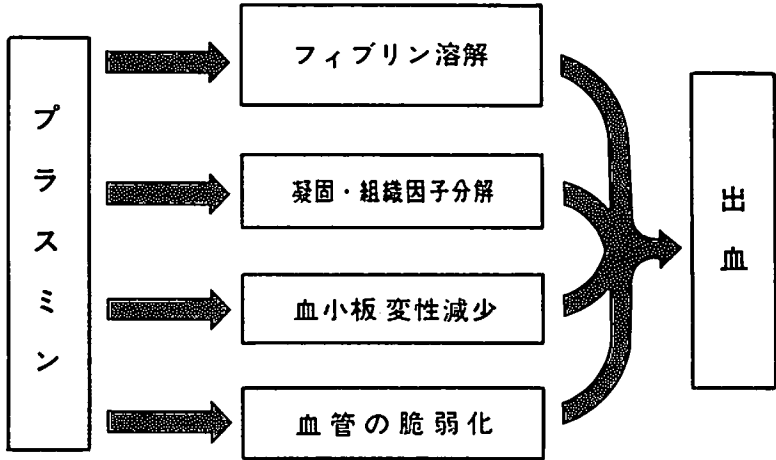 プラスミン
フィブリン溶解
凝固・組織因子分解
血小板変性減少
血管の脆弱化
出血